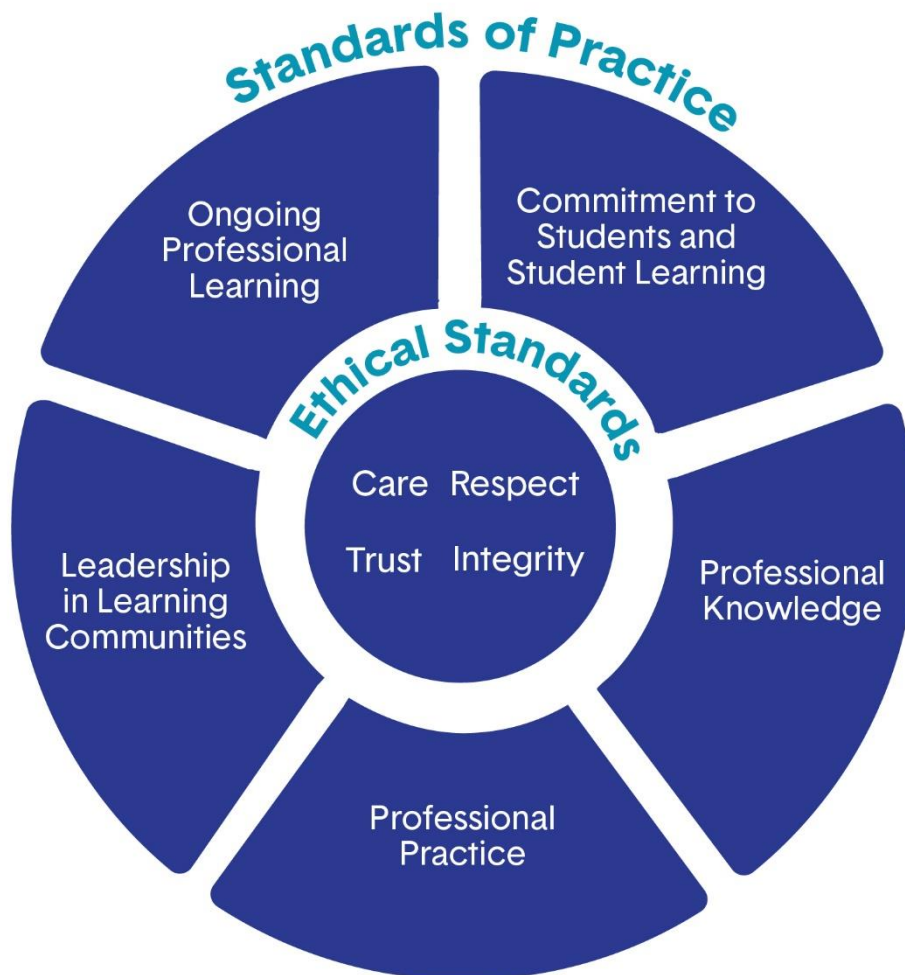 Standards of Practice
Commitment to
Students and
Student Learning
Professional
Knowledge
Professional
Practice
Leadership
in Learning
Communities
Ongoing
Professional
Learning
Ethical Standards
Care Respect
Trust Integrity